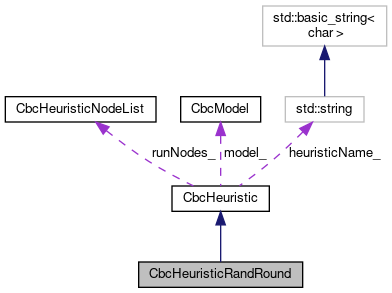 std::basic_string<
char >
CbcHeuristicNodeList
CbcModel
std::string
runNodes_
model_
heuristicName_
CbcHeuristic
CbcHeuristicRandRound